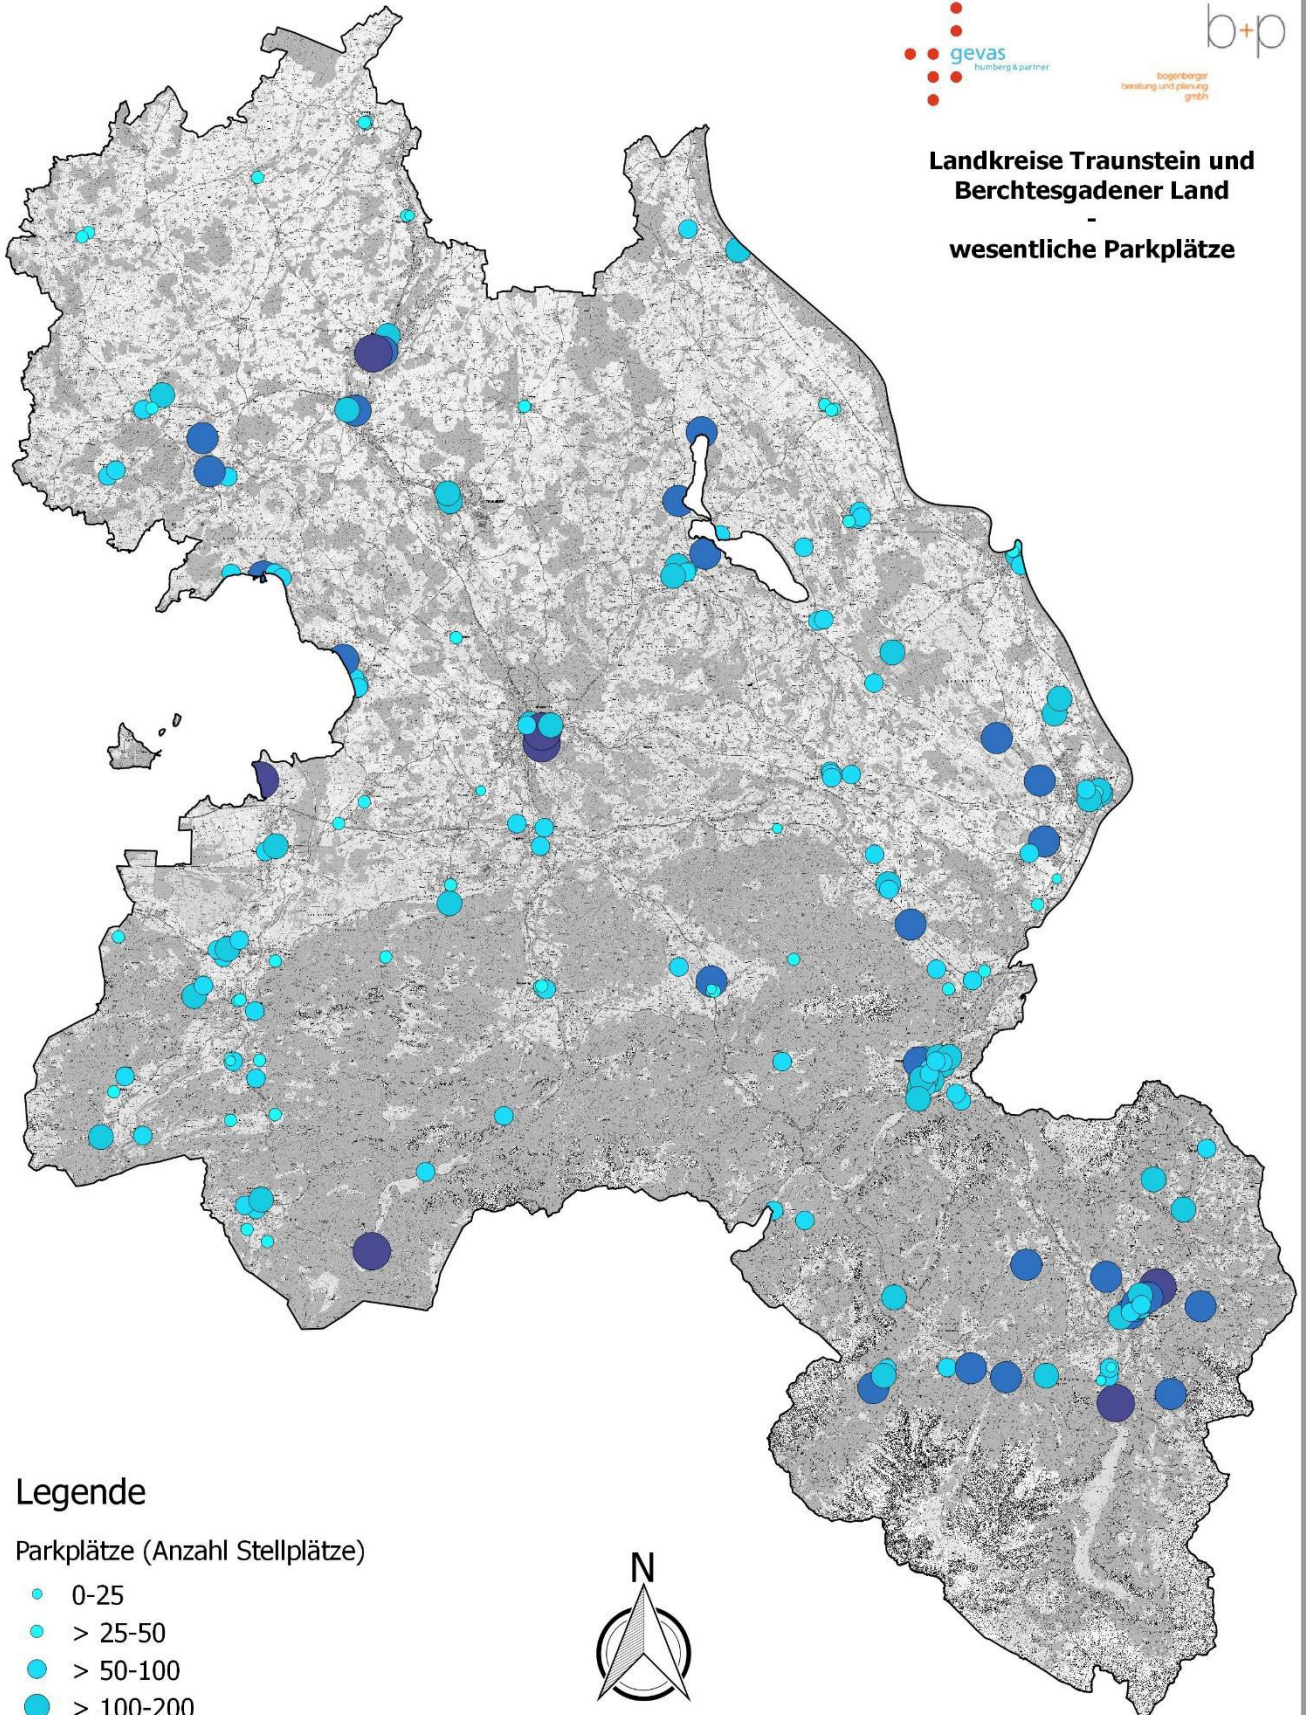 gevas
humberg & partner
b+p
bogenberger
beratung und planung
gmbh
Landkreise Traunstein und
Berchtesgadener Land
-
wesentliche Parkplätze
Legende
Parkplätze (Anzahl Stellplätze)
0-25
> 25-50
> 50-100
> 100-200
N